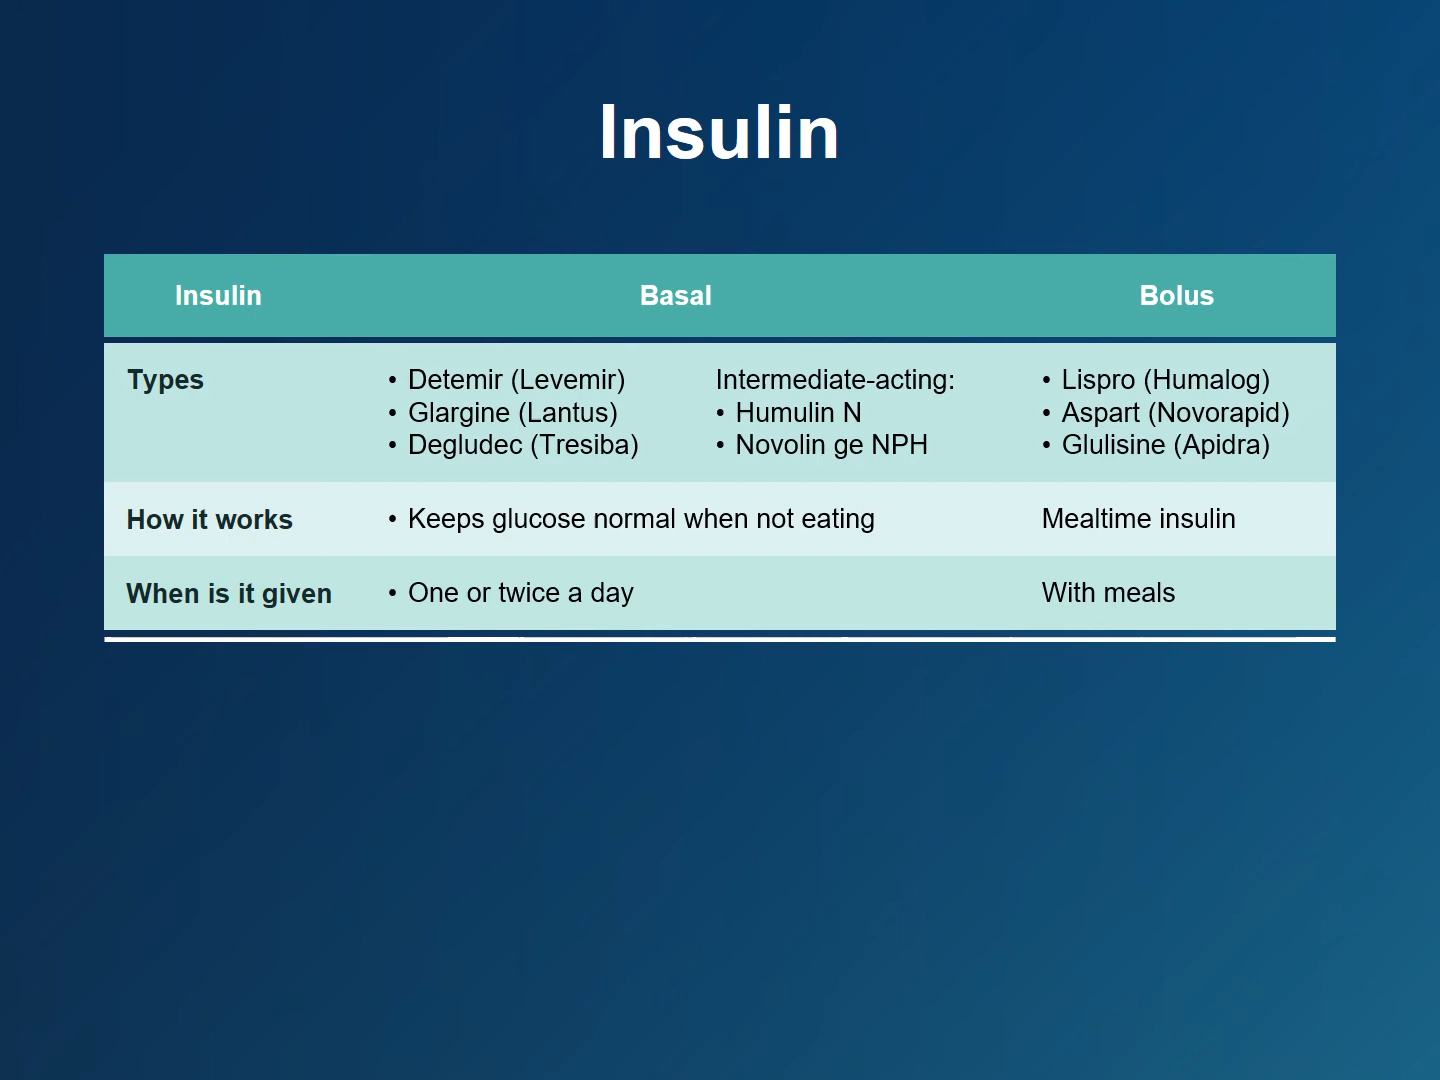 Insulin
Insulin Basal Bolus
Types
• Detemir (Levemir)
• Glargine (Lantus)
• Degludec (Tresiba)
Intermediate-acting:
• Humulin N
• Novolin ge NPH
• Lispro (Humalog)
• Aspart (Novorapid)
• Glulisine (Apidra)
How it works • Keeps glucose normal when not eating Mealtime insulin
When is it given • One or twice a day With meals